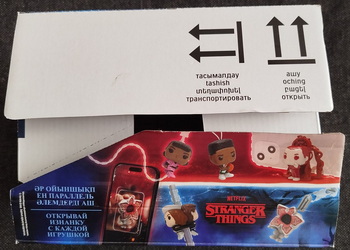 тасымалдау
tashish
տեղափոխել
транспортировать
ашу
oching
բացել
открыть
ӘР ОЙЫНШЫҚПЕН
ПАРАЛЛЕЛЬ
ӘЛЕМДЕРДІ АШ
ОТКРЫВАЙ
ИЗНАНКУ
С КАЖДОЙ
ИГРУШКОЙ
NETFLIX
STRANGER
THINGS